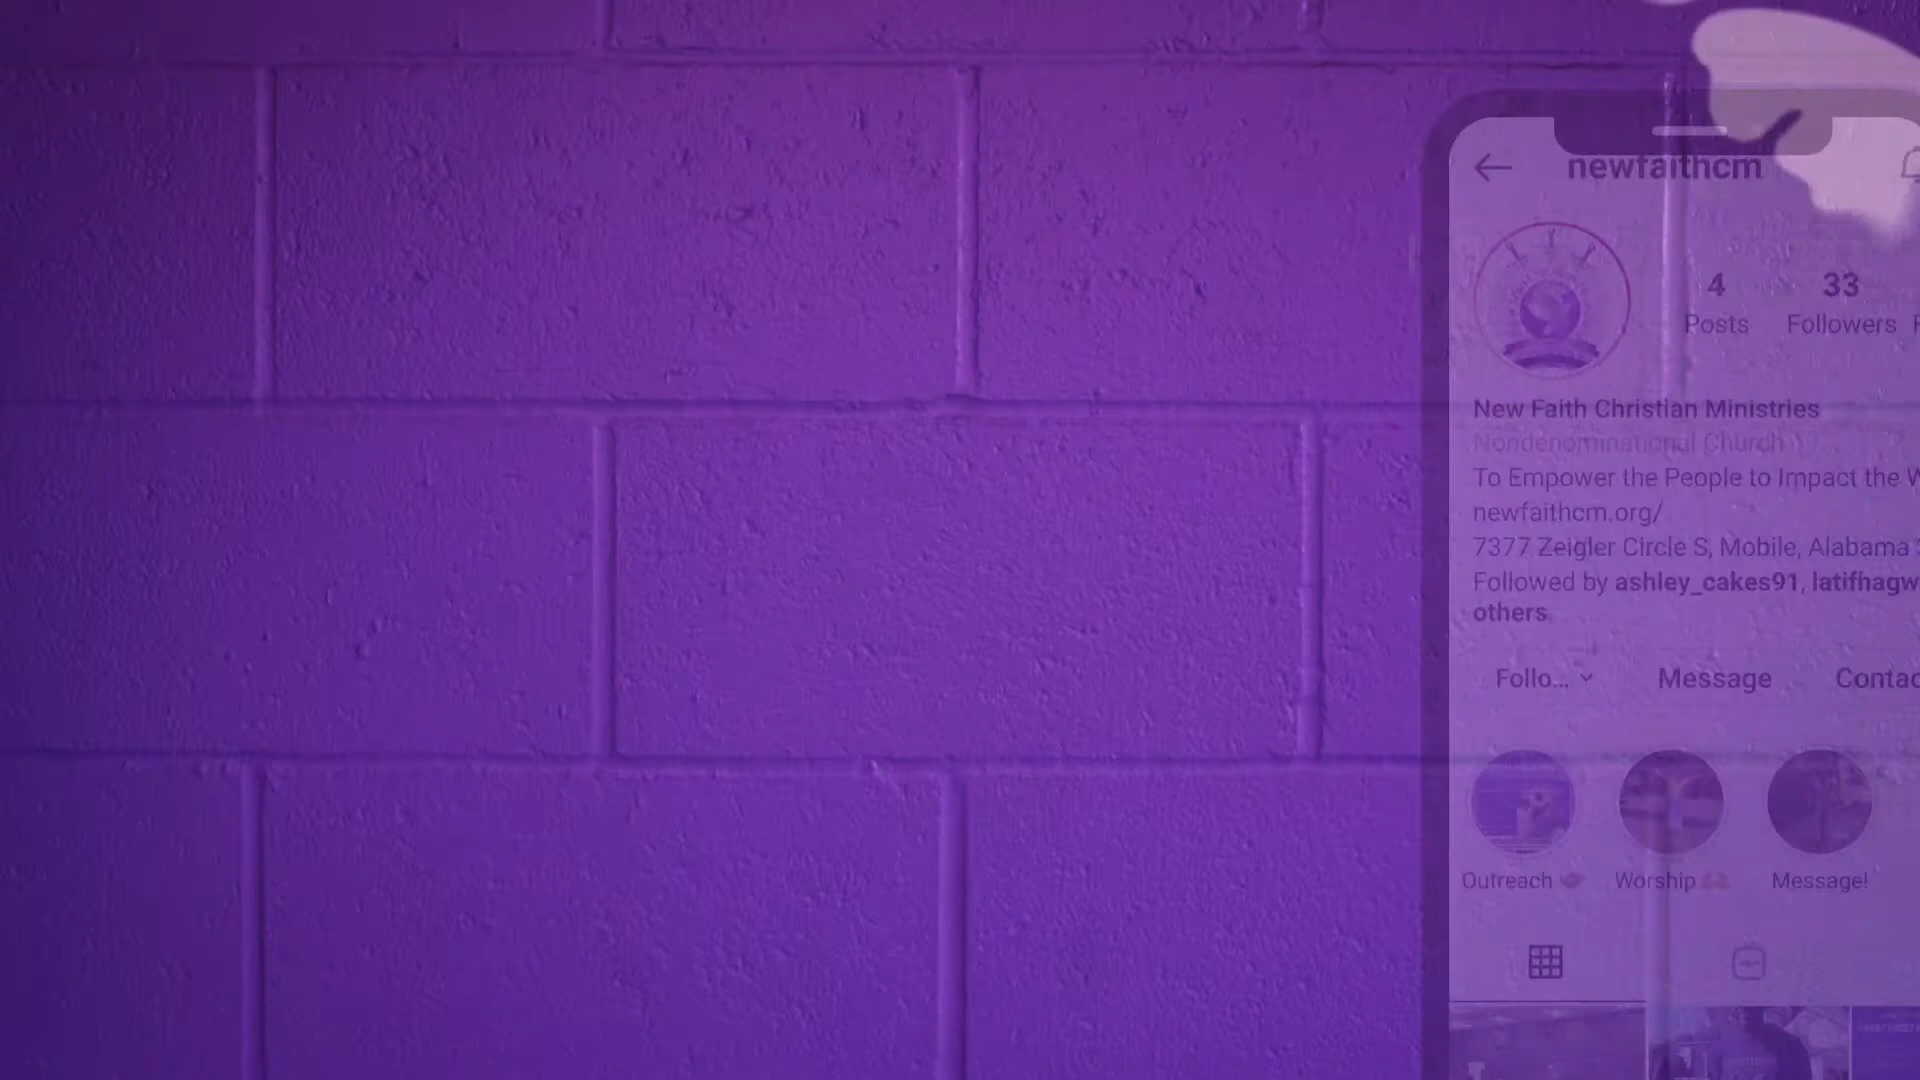 newfaithcm
4
33
Posts
Followers
New Faith Christian Ministries
Nondenominational Church
To Empower the People to Impact the
newfaithcm.org/
7377 Zeigler Circle S, Mobile, Alabama
Followed by ashley_cakes91, latifhagw
others
Follo...
Message
Contac
Outreach
Worship
Message!